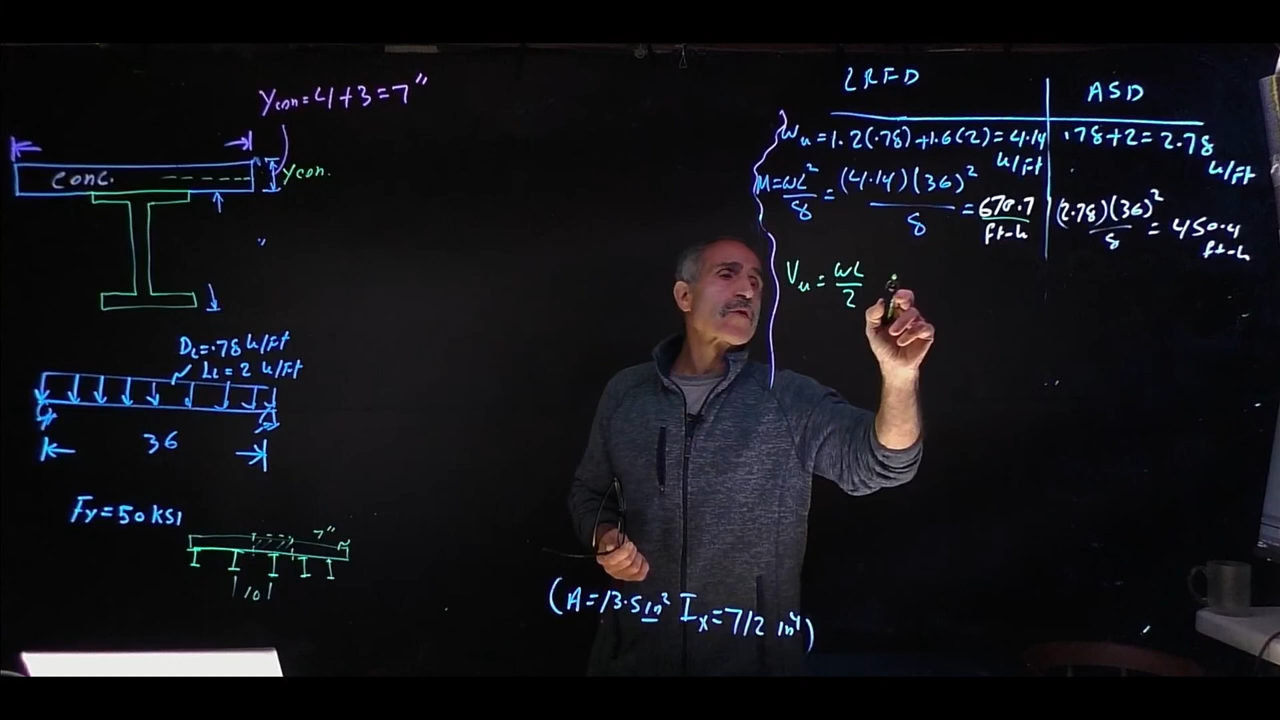 Ycon = 4 + 3 = 7"
conc.
Ycon.
DL = .78 k/Ft
LL = 2 k/Ft
36
Fy = 50 KSI
7"
10
LRFD
ASD
Wu = 1.2(.78) + 1.6(2) = 4.14 k/Ft
.78 + 2 = 2.78 k/Ft
M = wL²/8 = (4.14)(36)²/8 = 670.7 ft-k
(2.78)(36)²/8 = 450.4 ft-k
Vu = wL/2
(A = 13.5 in² Ix = 712 in⁴)